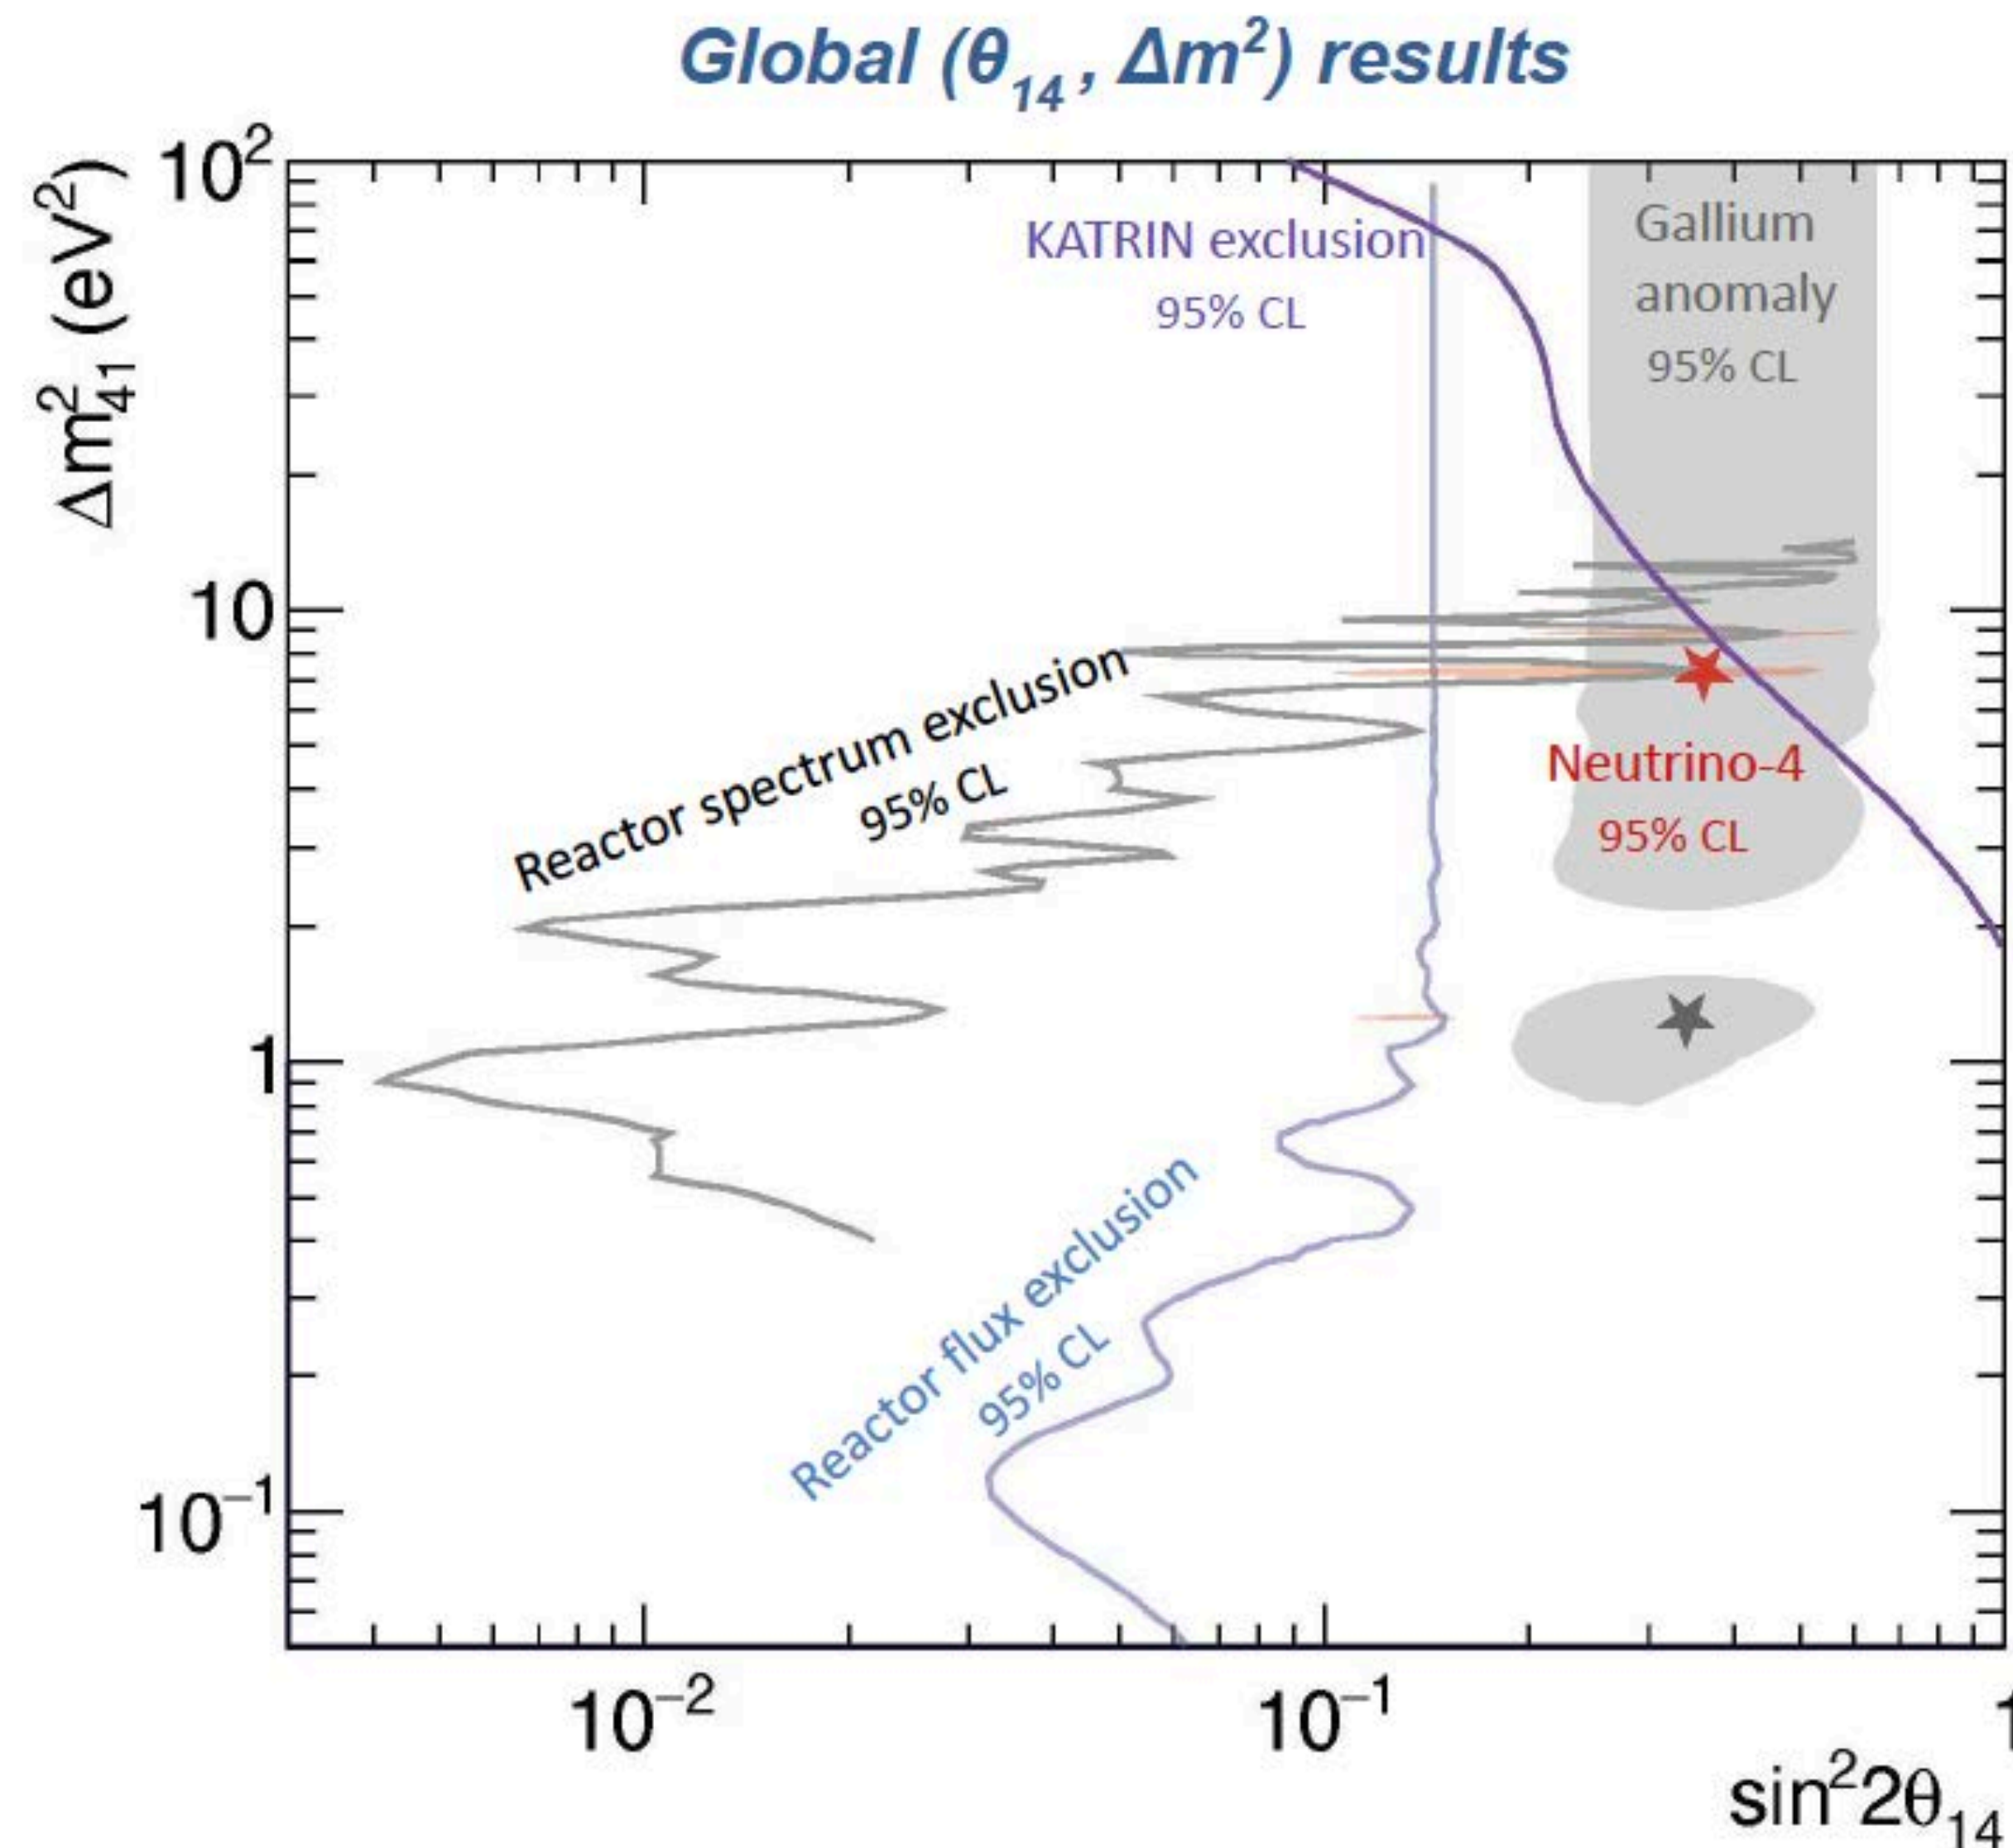 Global (θ₁₄, Δm²) results
Δm²₄₁ (eV²)
10²
10
1
10⁻¹
KATRIN exclusion
95% CL
Gallium
anomaly
95% CL
Reactor spectrum exclusion
95% CL
Neutrino-4
95% CL
Reactor flux exclusion
95% CL
10⁻²
10⁻¹
1
sin²2θ₁₄